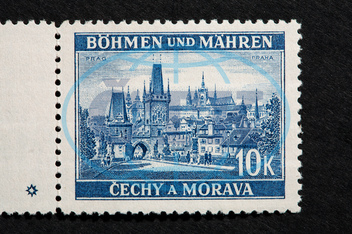 BÖHMEN UND MÄHREN
PRAG PRAHA
10K
ČECHY A MORAVA